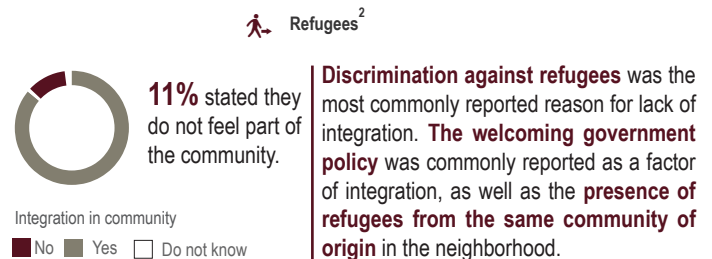 Refugees2
11% stated they
do not feel part of
the community.
Discrimination against refugees was the
most commonly reported reason for lack of
integration. The welcoming government
policy was commonly reported as a factor
of integration, as well as the presence of
refugees from the same community of
origin in the neighborhood.
Integration in community
No Yes Do not know